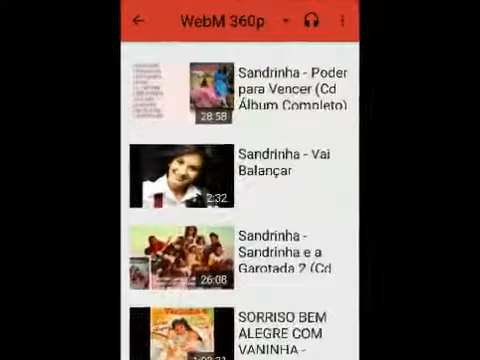 WebM 360p
Sandrinha - Poder
para Vencer (Cd
Álbum Completo)
28:58
Sandrinha - Vai
Balançar
2:32
Sandrinha -
Sandrinha e a
Garotada 2 (Cd
26:08
SORRISO BEM
ALEGRE COM
VANINHA -